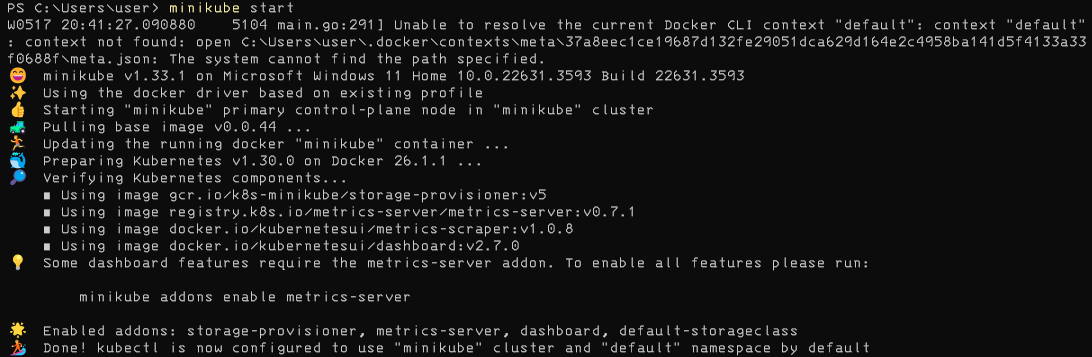 PS C:\Users\user> minikube start
W0517 20:41:27.090880    5104 main.go:291] Unable to resolve the current Docker CLI context "default": context "default"
: context not found: open C:\Users\user\.docker\contexts\meta\37a8eec1ce19687d132fe29051dca629d164e2c4958ba141d5f4133a33
f0688f\meta.json: The system cannot find the path specified.
😄  minikube v1.33.1 on Microsoft Windows 11 Home 10.0.22631.3593 Build 22631.3593
✨  Using the docker driver based on existing profile
👍  Starting "minikube" primary control-plane node in "minikube" cluster
🚜  Pulling base image v0.0.44 ...
🏃  Updating the running docker "minikube" container ...
🐳  Preparing Kubernetes v1.30.0 on Docker 26.1.1 ...
🔎  Verifying Kubernetes components...
    ▪ Using image gcr.io/k8s-minikube/storage-provisioner:v5
    ▪ Using image registry.k8s.io/metrics-server/metrics-server:v0.7.1
    ▪ Using image docker.io/kubernetesui/metrics-scraper:v1.0.8
    ▪ Using image docker.io/kubernetesui/dashboard:v2.7.0
💡  Some dashboard features require the metrics-server addon. To enable all features please run:
        minikube addons enable metrics-server
🌟  Enabled addons: storage-provisioner, metrics-server, dashboard, default-storageclass
🏄  Done! kubectl is now configured to use "minikube" cluster and "default" namespace by default